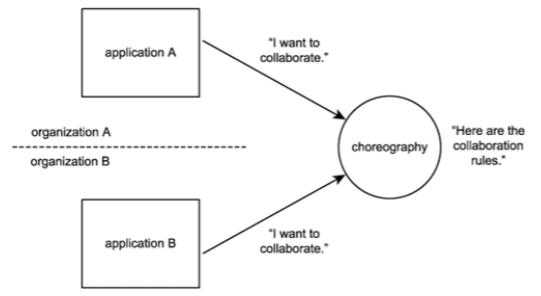 application A
"I want to
collaborate."
organization A
organization B
choreography
"Here are the
collaboration
rules."
application B
"I want to
collaborate."